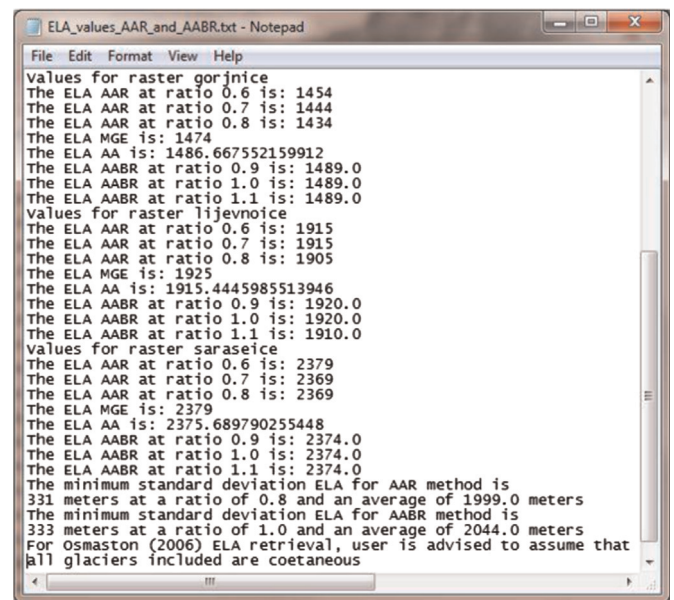 ELA_values_AAR_and_AABR.txt - Notepad
File Edit Format View Help
Values for raster gorjnice
The ELA AAR at ratio 0.6 is: 1454
The ELA AAR at ratio 0.7 is: 1444
The ELA AAR at ratio 0.8 is: 1434
The ELA MGE is: 1474
The ELA AA is: 1486.667552159912
The ELA AABR at ratio 0.9 is: 1489.0
The ELA AABR at ratio 1.0 is: 1489.0
The ELA AABR at ratio 1.1 is: 1489.0
Values for raster lijevnoice
The ELA AAR at ratio 0.6 is: 1915
The ELA AAR at ratio 0.7 is: 1915
The ELA AAR at ratio 0.8 is: 1905
The ELA MGE is: 1925
The ELA AA is: 1915.4445985513946
The ELA AABR at ratio 0.9 is: 1920.0
The ELA AABR at ratio 1.0 is: 1920.0
The ELA AABR at ratio 1.1 is: 1910.0
Values for raster saraseice
The ELA AAR at ratio 0.6 is: 2379
The ELA AAR at ratio 0.7 is: 2369
The ELA AAR at ratio 0.8 is: 2369
The ELA MGE is: 2379
The ELA AA is: 2375.689790255448
The ELA AABR at ratio 0.9 is: 2374.0
The ELA AABR at ratio 1.0 is: 2374.0
The ELA AABR at ratio 1.1 is: 2374.0
The minimum standard deviation ELA for AAR method is
331 meters at a ratio of 0.8 and an average of 1999.0 meters
The minimum standard deviation ELA for AABR method is
333 meters at a ratio of 1.0 and an average of 2044.0 meters
For Osmaston (2006) ELA retrieval, user is advised to assume that
all glaciers included are coetaneous